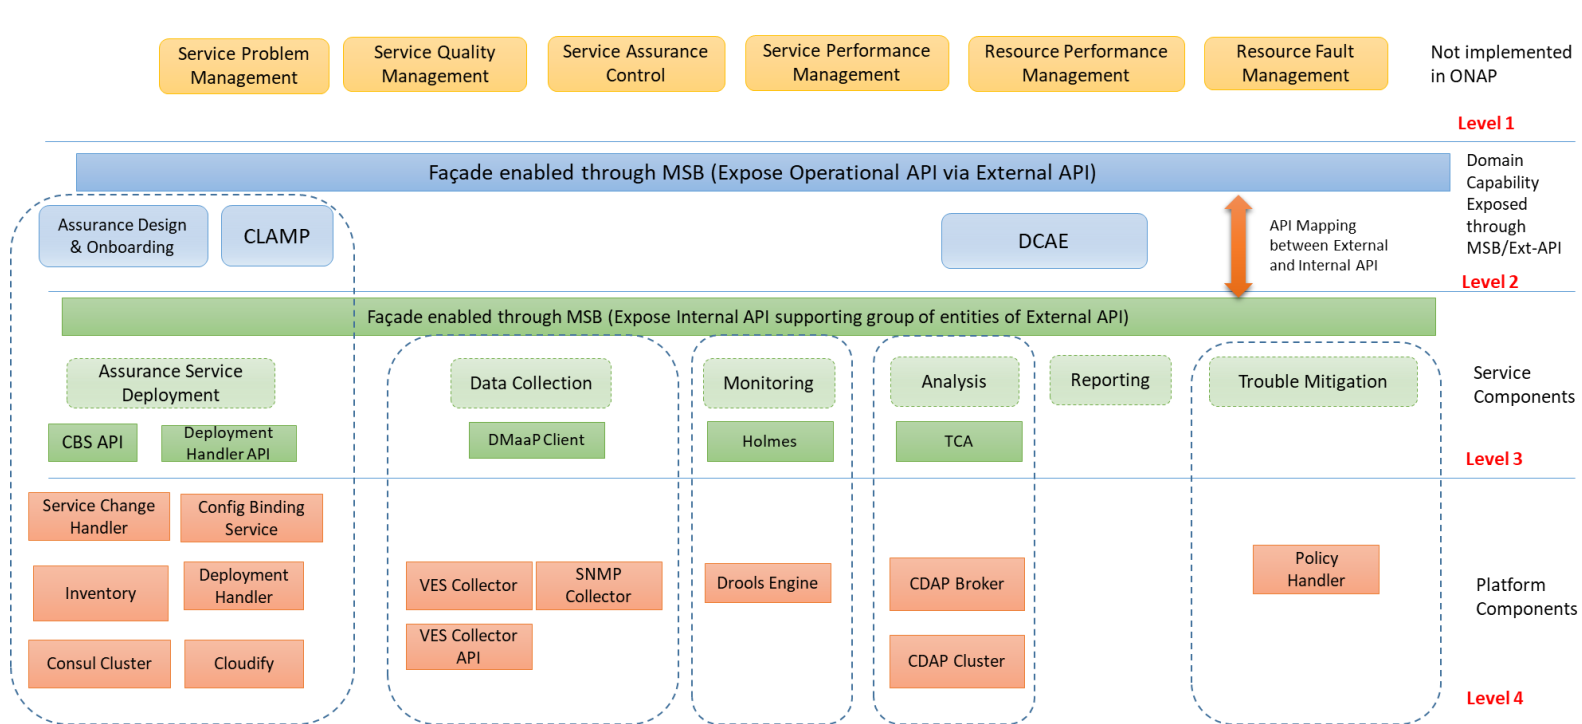 Service Problem
Management
Service Quality
Management
Service Assurance
Control
Service Performance
Management
Resource Performance
Management
Resource Fault
Management
Not implemented
in ONAP
Level 1
Façade enabled through MSB (Expose Operational API via External API)
Domain
Capability
Exposed
through
MSB/Ext-API
Assurance Design
& Onboarding
CLAMP
DCAE
API Mapping
between External
and Internal API
Level 2
Façade enabled through MSB (Expose Internal API supporting group of entities of External API)
Assurance Service
Deployment
Data Collection
Monitoring
Analysis
Reporting
Trouble Mitigation
Service
Components
CBS API
Deployment
Handler API
DMaaP Client
Holmes
TCA
Level 3
Service Change
Handler
Config Binding
Service
Inventory
Deployment
Handler
VES Collector
SNMP
Collector
Drools Engine
CDAP Broker
Policy
Handler
Platform
Components
Consul Cluster
Cloudify
VES Collector
API
CDAP Cluster
Level 4